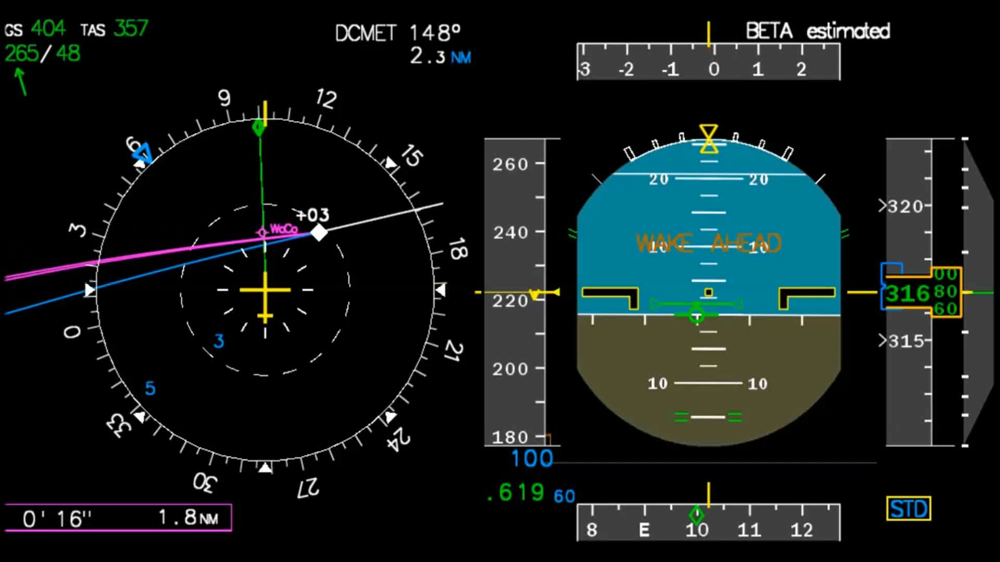 GS 404 TAS 357
265/48
DCMET 148°
2.3 NM
BETA estimated
-3 -2 -1 0 1 2
9 12
6 15
3 18
0 21
33 24
30 27
+03
WaCo
3
5
0' 16" 1.8NM
260
240
220
200
180
100
.619 60
20 20
WAKE AHEAD
10 10
10 10
8 E 10 11 12
320
00
316 80
60
315
STD